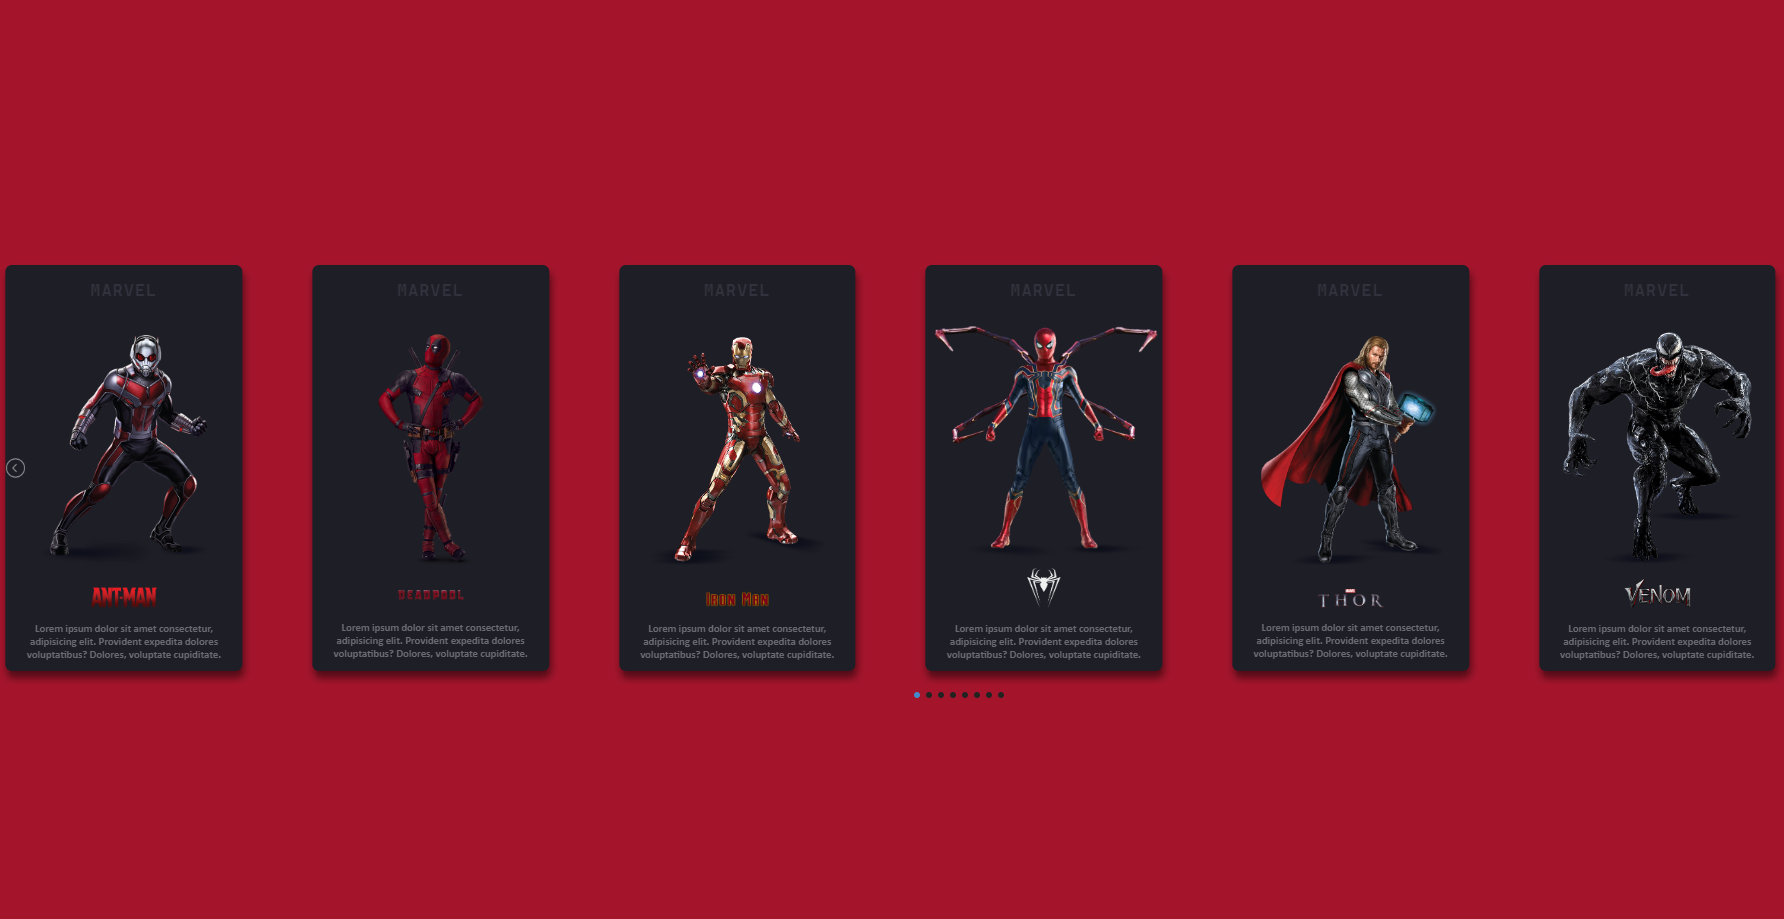 MARVEL
ANT-MAN
Lorem ipsum dolor sit amet consectetur,
adipisicing elit. Provident expedita dolores
voluptatibus? Dolores, voluptate cupiditate.
MARVEL
DEADPOOL
Lorem ipsum dolor sit amet consectetur,
adipisicing elit. Provident expedita dolores
voluptatibus? Dolores, voluptate cupiditate.
MARVEL
IRON MAN
Lorem ipsum dolor sit amet consectetur,
adipisicing elit. Provident expedita dolores
voluptatibus? Dolores, voluptate cupiditate.
MARVEL
Lorem ipsum dolor sit amet consectetur,
adipisicing elit. Provident expedita dolores
voluptatibus? Dolores, voluptate cupiditate.
MARVEL
THOR
Lorem ipsum dolor sit amet consectetur,
adipisicing elit. Provident expedita dolores
voluptatibus? Dolores, voluptate cupiditate.
MARVEL
VENOM
Lorem ipsum dolor sit amet consectetur,
adipisicing elit. Provident expedita dolores
voluptatibus? Dolores, voluptate cupiditate.